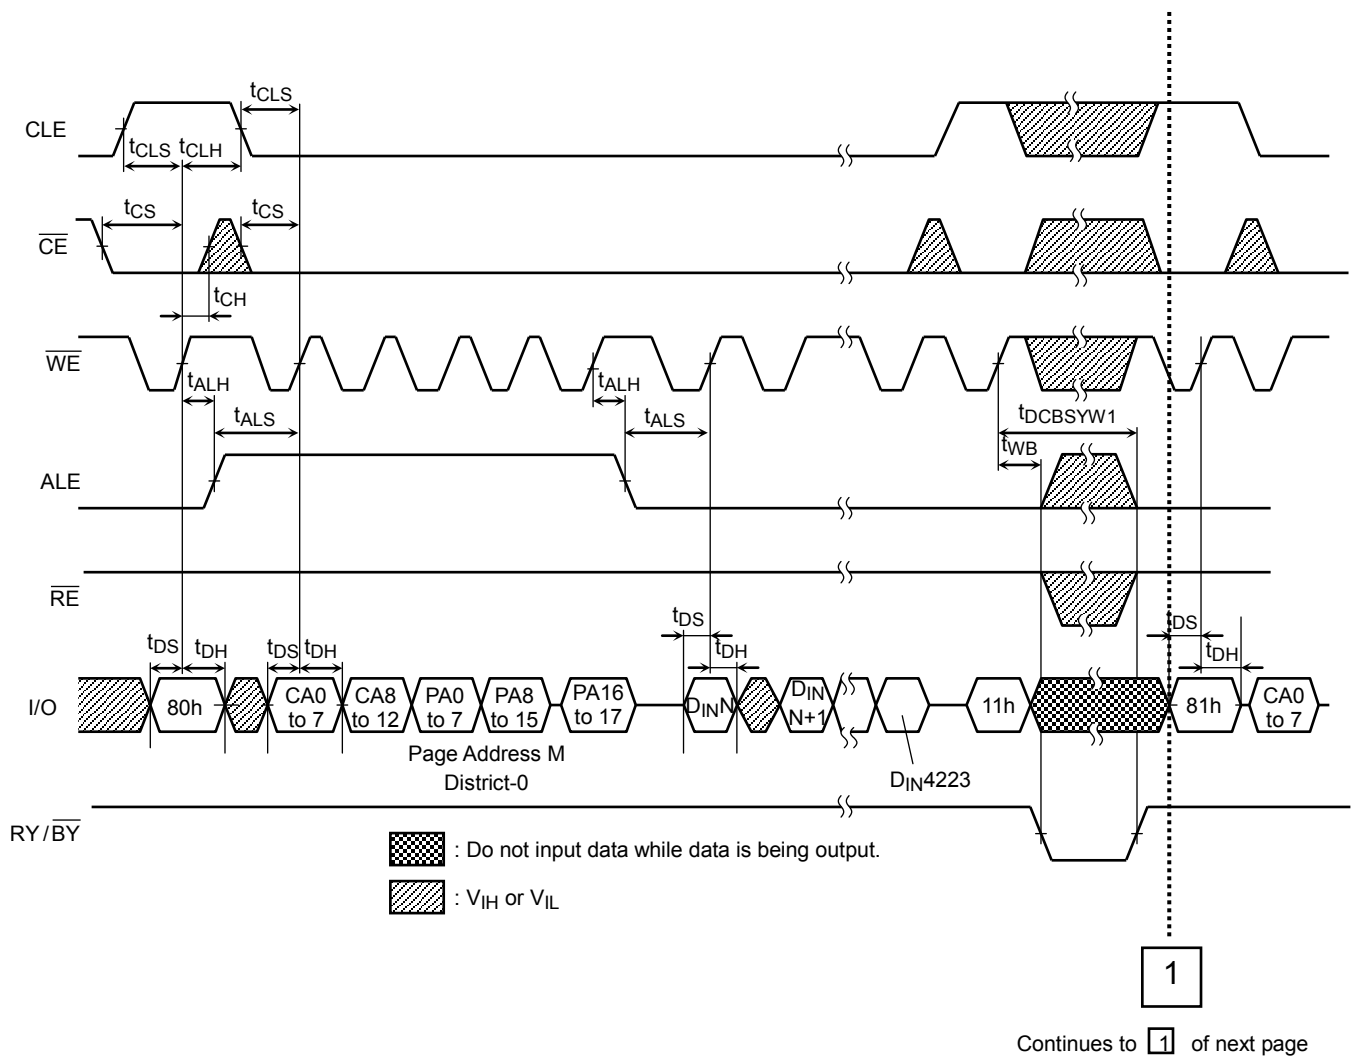 CLE
tCLS
tCLS tCLH
CE
tCS
tCS
tCH
WE
tALH
tALS
tALH
tALS
tDCBSYW1
tWB
ALE
RE
I/O
tDS
tDH
tDS
tDH
tDS
tDH
tDS
tDH
80h
CA0
to 7
CA8
to 12
PA0
to 7
PA8
to 15
PA16
to 17
DINN
DIN
N+1
11h
81h
CA0
to 7
Page Address M
District-0
DIN4223
RY/BY
: Do not input data while data is being output.
: VIH or VIL
1
Continues to 1 of next page